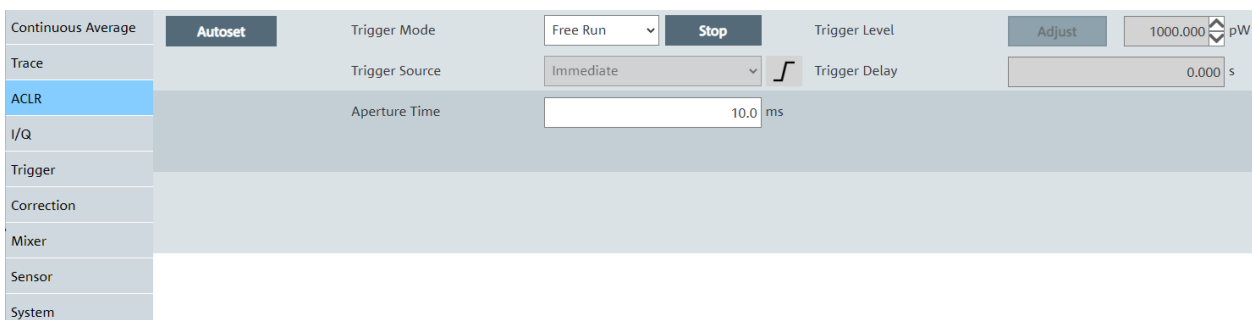 Continuous Average
Trace
ACLR
I/Q
Trigger
Correction
Mixer
Sensor
System
Autoset Trigger Mode Free Run Stop Trigger Level Adjust 1000.000 pW
Trigger Source Immediate Trigger Delay 0.000 s
Aperture Time 10.0 ms